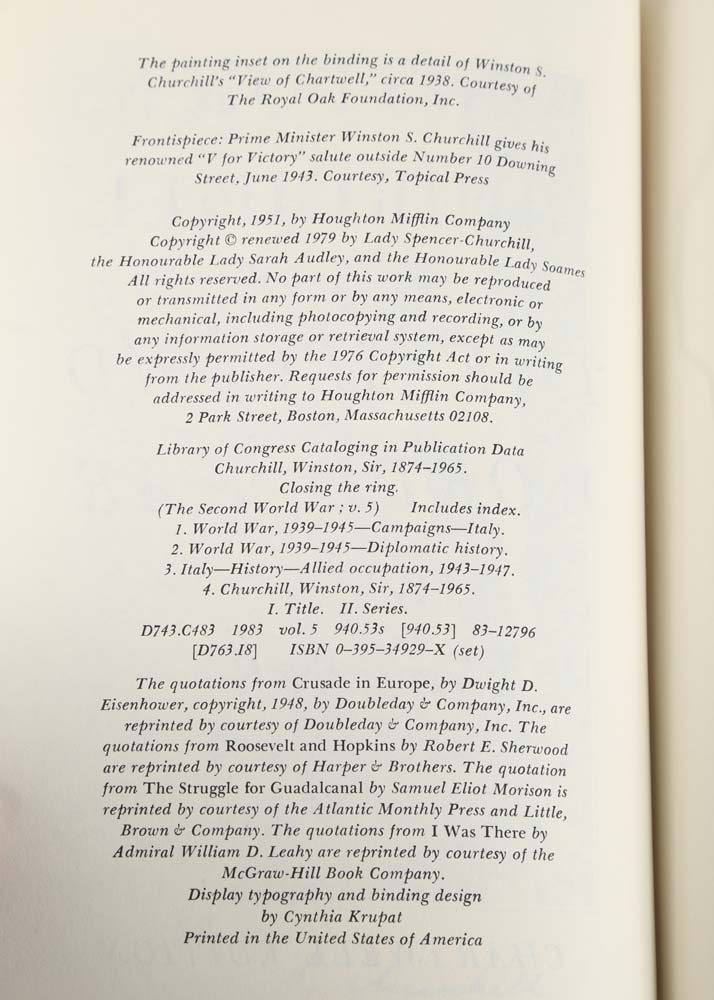 The painting inset on the binding is a detail of Winston S.
Churchill's "View of Chartwell," circa 1938. Courtesy of
The Royal Oak Foundation, Inc.
Frontispiece: Prime Minister Winston S. Churchill gives his
renowned "V for Victory" salute outside Number 10 Downing
Street, June 1943. Courtesy, Topical Press
Copyright, 1951, by Houghton Mifflin Company
Copyright © renewed 1979 by Lady Spencer-Churchill,
the Honourable Lady Sarah Audley, and the Honourable Lady Soames
All rights reserved. No part of this work may be reproduced
or transmitted in any form or by any means, electronic or
mechanical, including photocopying and recording, or by
any information storage or retrieval system, except as may
be expressly permitted by the 1976 Copyright Act or in writing
from the publisher. Requests for permission should be
addressed in writing to Houghton Mifflin Company,
2 Park Street, Boston, Massachusetts 02108.
Library of Congress Cataloging in Publication Data
Churchill, Winston, Sir, 1874–1965.
Closing the ring.
(The Second World War ; v. 5) Includes index.
1. World War, 1939–1945—Campaigns—Italy.
2. World War, 1939–1945—Diplomatic history.
3. Italy—History—Allied occupation, 1943–1947.
4. Churchill, Winston, Sir, 1874–1965.
I. Title. II. Series.
D743.C483 1983 vol. 5 940.53s [940.53] 83–12796
[D763.I8] ISBN 0–395–34929–X (set)
The quotations from Crusade in Europe, by Dwight D.
Eisenhower, copyright, 1948, by Doubleday & Company, Inc., are
reprinted by courtesy of Doubleday & Company, Inc. The
quotations from Roosevelt and Hopkins by Robert E. Sherwood
are reprinted by courtesy of Harper & Brothers. The quotation
from The Struggle for Guadalcanal by Samuel Eliot Morison is
reprinted by courtesy of the Atlantic Monthly Press and Little,
Brown & Company. The quotations from I Was There by
Admiral William D. Leahy are reprinted by courtesy of the
McGraw-Hill Book Company.
Display typography and binding design
by Cynthia Krupat
Printed in the United States of America